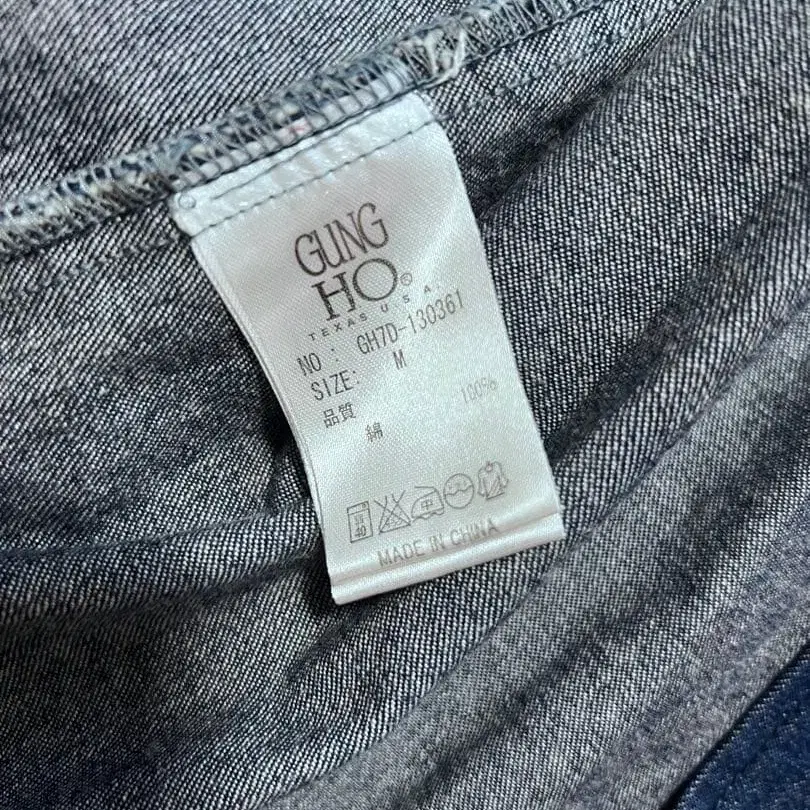 GUNG
HO®
TEXAS U.S.A.
NO : GH7D-130361
SIZE: M
品質
綿 100%
MADE IN CHINA